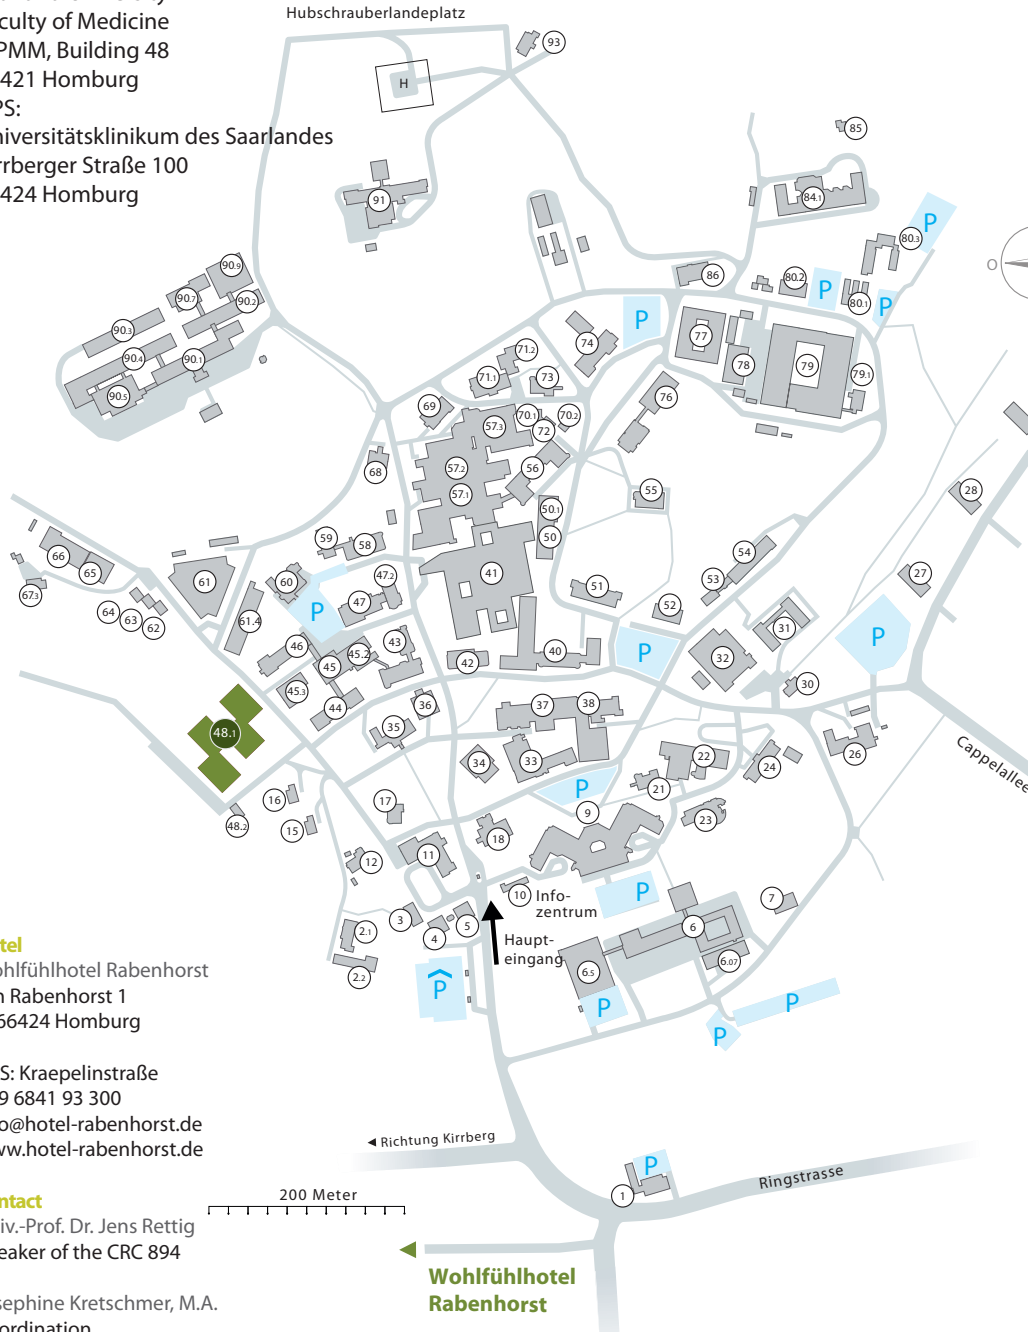 Hubschrauberlandeplatz
culty of Medicine
PMM, Building 48
421 Homburg
PS:
niversitätsklinikum des Saarlandes
rrberger Straße 100
424 Homburg
H
93
85
91
84.1
P
80.3
O
90.9
90.7
90.2
86
80.2
P
80.1
P
90.3
90.4
90.1
90.5
P
77
78
79
79.1
74
71.2
71.1
73
76
69
57.3
70.1
70.2
72
68
57.2
56
57.1
55
28
50.1
50
59
58
54
66
65
61
60
47.2
41
51
53
27
67.3
64
63
62
61.4
P
47
52
31
46
45.2
43
45
42
40
P
32
P
30
45.3
44
36
35
37
38
48.1
34
33
22
24
26
Cappelallee
16
17
P
21
9
23
48.2
15
18
12
11
10
Info-
zentrum
P
7
3
5
2.1
4
Haupt-
eingang
6
6.07
6.5
2.2
P
P
P
P
tel
ohlfühlhotel Rabenhorst
n Rabenhorst 1
66424 Homburg
S: Kraepelinstraße
9 6841 93 300
o@hotel-rabenhorst.de
ww.hotel-rabenhorst.de
Richtung Kirrberg
P
1
Ringstrasse
200 Meter
ntact
iv.-Prof. Dr. Jens Rettig
eaker of the CRC 894
sephine Kretschmer, M.A.
ordination
Wohlfühlhotel
Rabenhorst